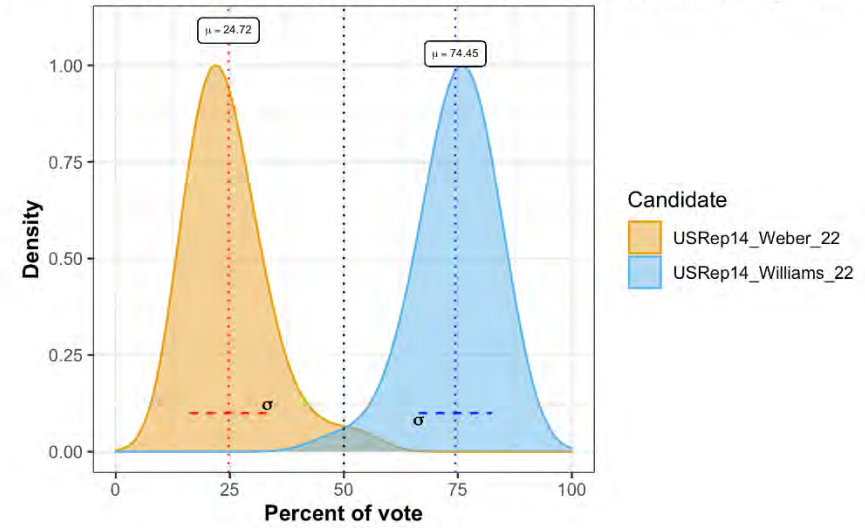 μ = 24.72
μ = 74.45
1.00
0.75
0.50
0.25
0.00
Density
σ
σ
0
25
50
75
100
Percent of vote
Candidate
USRep14_Weber_22
USRep14_Williams_22